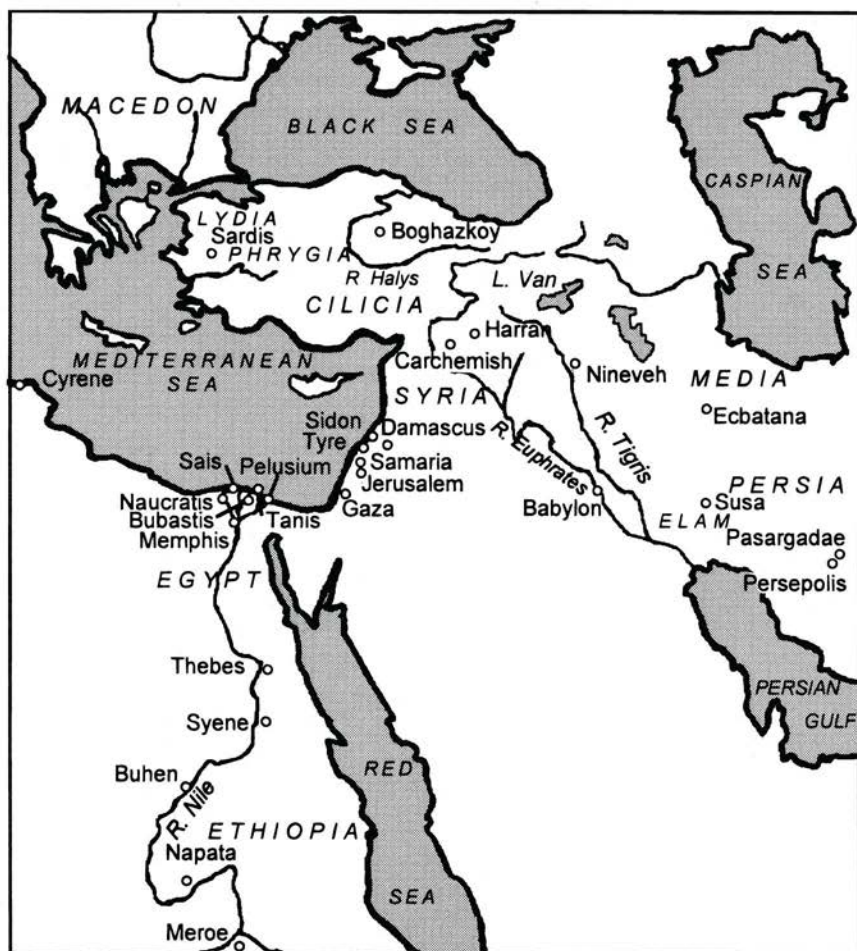 MACEDON
BLACK SEA
CASPIAN
SEA
LYDIA
Sardis
PHRYGIA
Boghazkoy
R Halys
L. Van
CILICIA
Harran
Carchemish
Nineveh
MEDITERRANEAN
SEA
Cyrene
SYRIA
MEDIA
Ecbatana
Sidon
Tyre
Damascus
R. Euphrates
R. Tigris
Sais
Pelusium
Samaria
Jerusalem
Naucratis
Bubastis
Memphis
Tanis
Gaza
Babylon
PERSIA
Susa
ELAM
Pasargadae
Persepolis
EGYPT
Thebes
PERSIAN
GULF
Syene
Buhen
R. Nile
RED
SEA
ETHIOPIA
Napata
Meroe